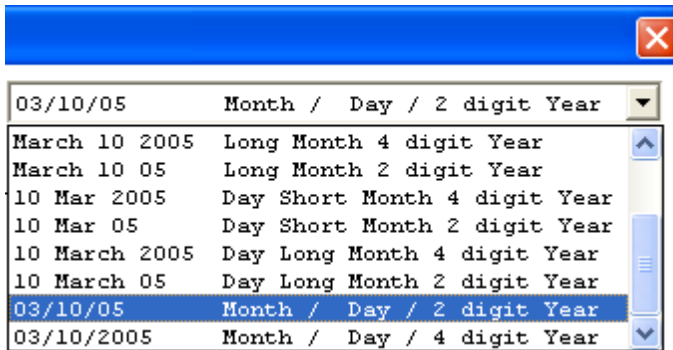 03/10/05 Month / Day / 2 digit Year
March 10 2005 Long Month 4 digit Year
March 10 05 Long Month 2 digit Year
10 Mar 2005 Day Short Month 4 digit Year
10 Mar 05 Day Short Month 2 digit Year
10 March 2005 Day Long Month 4 digit Year
10 March 05 Day Long Month 2 digit Year
03/10/05 Month / Day / 2 digit Year
03/10/2005 Month / Day / 4 digit Year